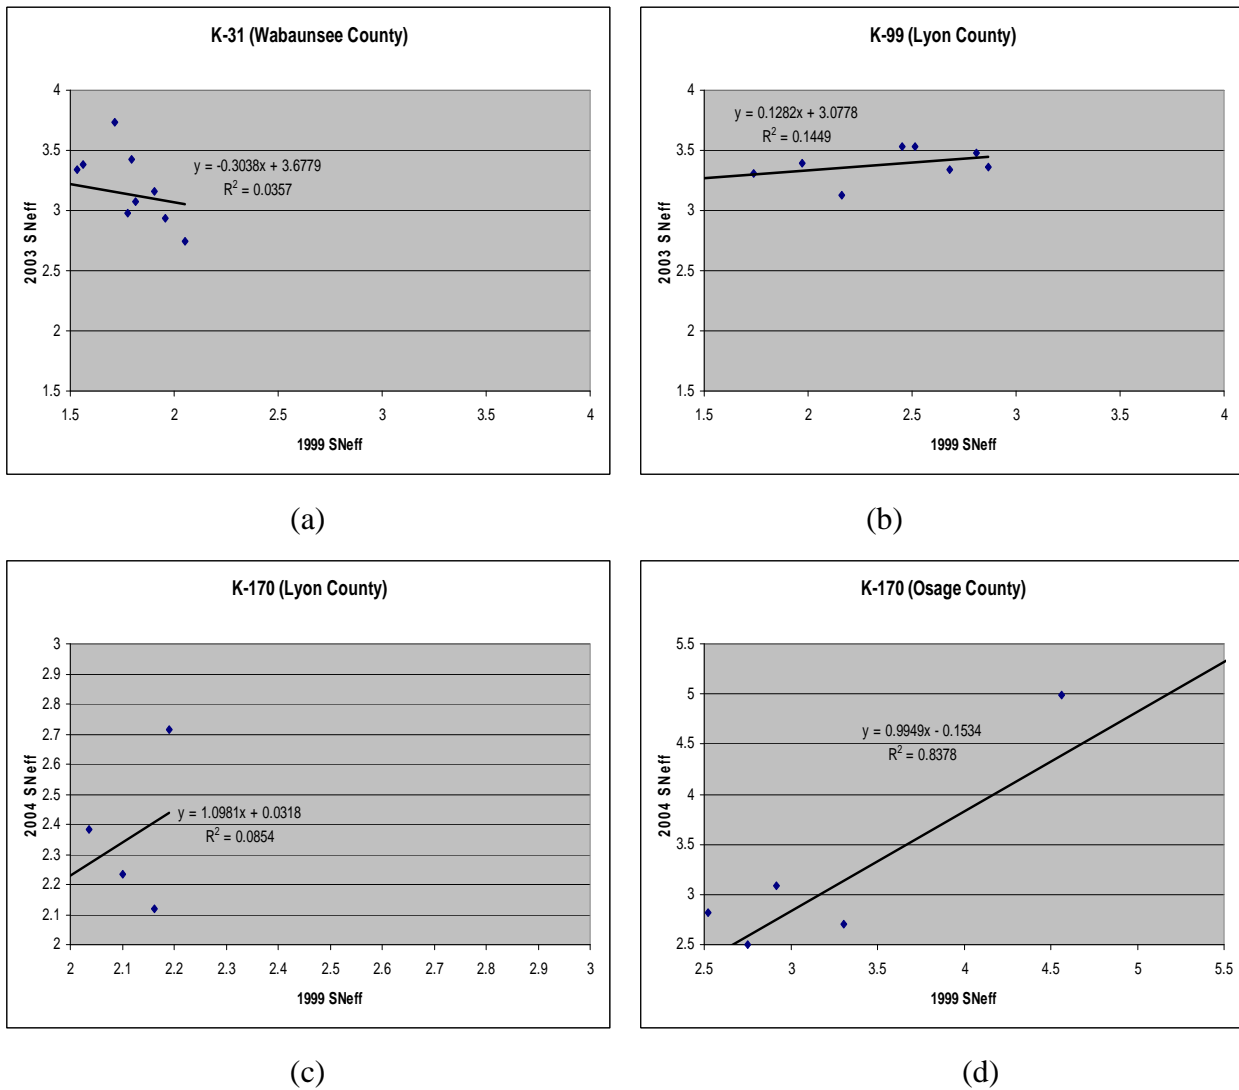 K-31 (Wabaunsee County)
4
3.5
3
2.5
2
1.5
2003 SNeff
y = -0.3038x + 3.6779
R² = 0.0357
1.5 2 3 3.5 4
1999 SNeff
(a)
K-99 (Lyon County)
4
3.5
3
2.5
2
1.5
2003 SNeff
y = 0.1282x + 3.0778
R² = 0.1449
1.5 2 2.5 3 3.5 4
1999 SNeff
(b)
K-170 (Lyon County)
3
2.9
2.8
2.7
2.6
2.5
2.4
2.3
2.2
2.1
2
2004 SNeff
y = 1.0981x + 0.0318
R² = 0.0854
2 2.1 2.2 2.3 2.4 2.5 2.6 2.7 2.8 2.9 3
1999 SNeff
(c)
K-170 (Osage County)
5.5
5
4.5
4
3.5
3
2.5
2004 SNeff
y = 0.9949x - 0.1534
R² = 0.8378
2.5 3 3.5 4 4.5 5 5.5
1999 SNeff
(d)